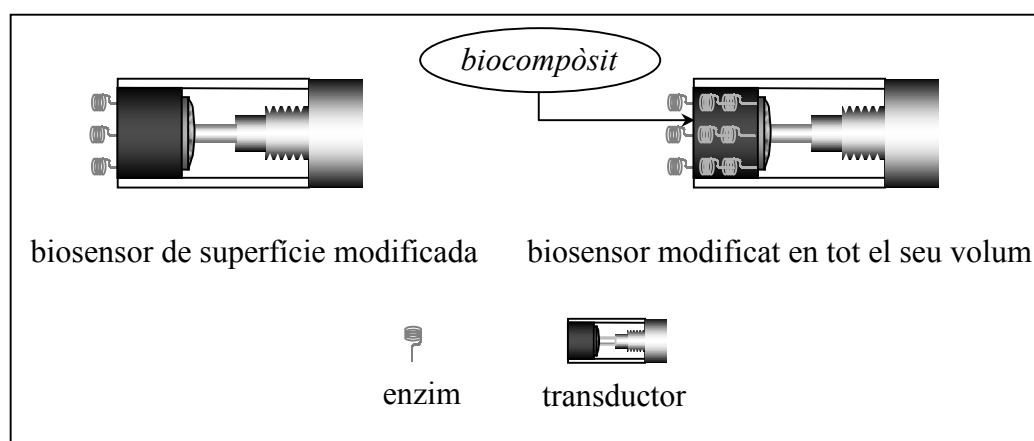 biocompòsit
biosensor de superfície modificada
biosensor modificat en tot el seu volum
enzim
transductor